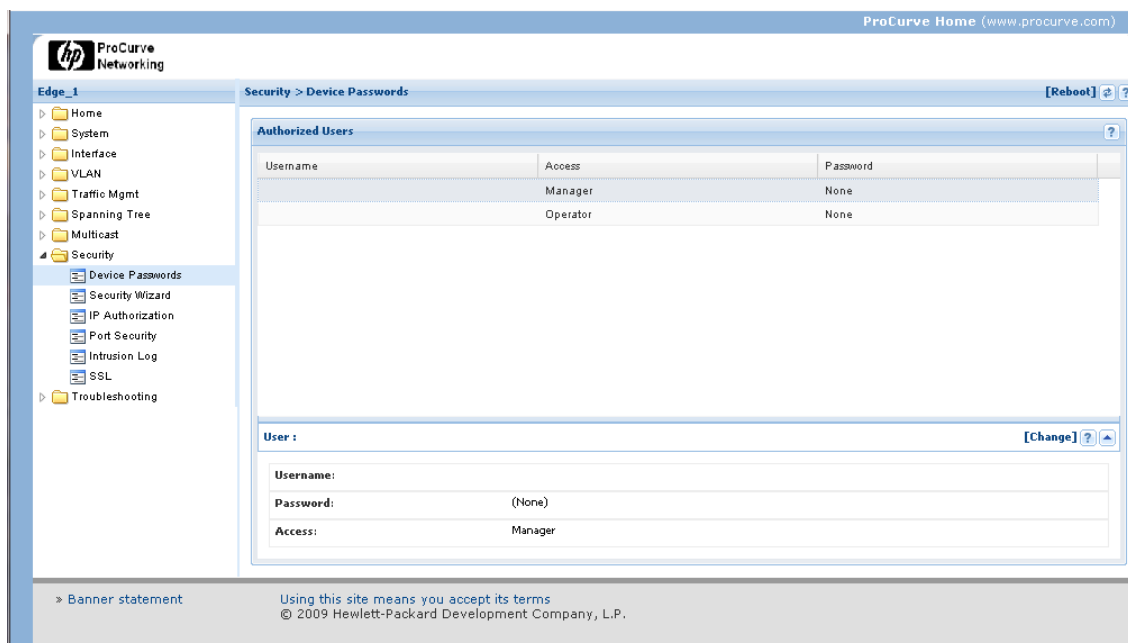 ProCurve Home (www.procurve.com)
hp ProCurve
Networking
Edge_1
Security > Device Passwords
[Reboot] ?
Home
System
Interface
VLAN
Traffic Mgmt
Spanning Tree
Multicast
Security
Device Passwords
Security Wizard
IP Authorization
Port Security
Intrusion Log
SSL
Troubleshooting
Authorized Users ?
Username Access Password
Manager None
Operator None
User : [Change] ?
Username:
Password: (None)
Access: Manager
» Banner statement
Using this site means you accept its terms
© 2009 Hewlett-Packard Development Company, L.P.